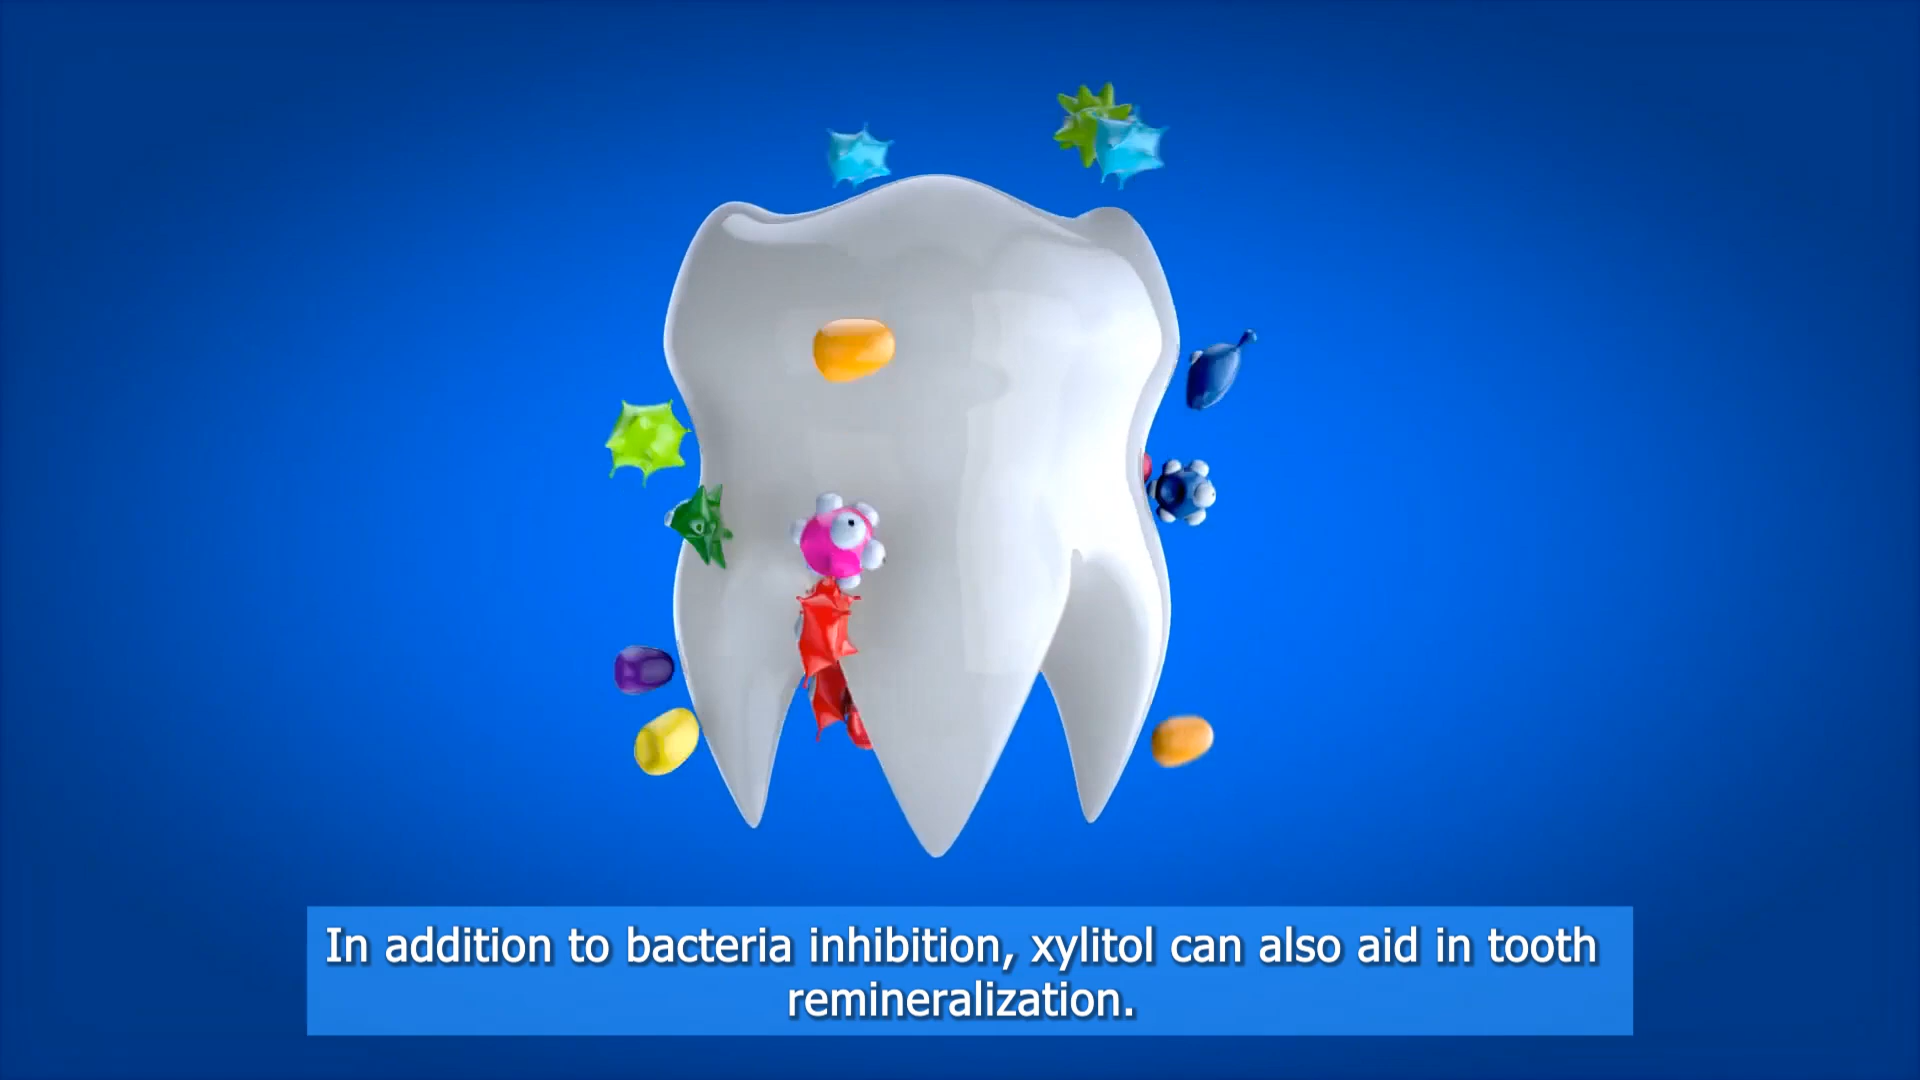 In addition to bacteria inhibition, xylitol can also aid in tooth
remineralization.